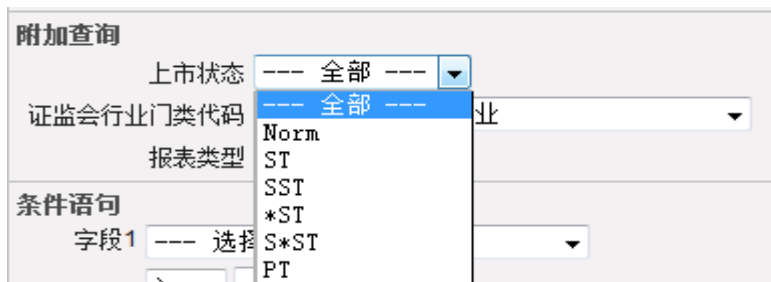 附加查询
上市状态 --- 全部 ---
--- 全部 ---
证监会行业门类代码 业
Norm
报表类型 ST
SST
条件语句
*ST
字段1 --- 选择
S*ST
PT